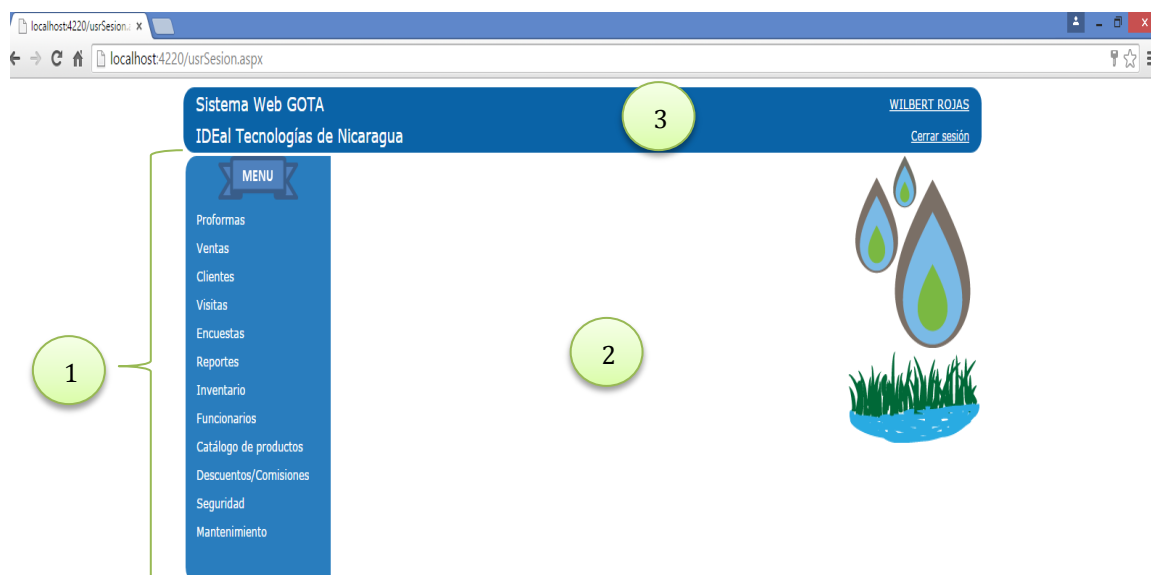 localhost:4220/usrSesion.a
localhost:4220/usrSesion.aspx
Sistema Web GOTA
3
WILBERT ROJAS
IDEal Tecnologías de Nicaragua
Cerrar sesión
MENU
Proformas
Ventas
Clientes
Visitas
Encuestas
Reportes
Inventario
Funcionarios
Catálogo de productos
Descuentos/Comisiones
Seguridad
Mantenimiento
1
2